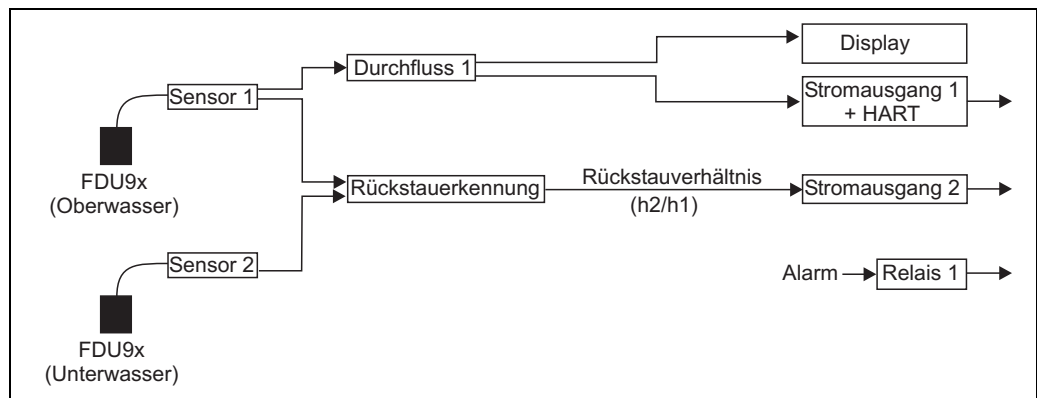 Display
Durchfluss 1
Sensor 1
Stromausgang 1
+ HART
FDU9x
(Oberwasser)
Rückstauerkennung
Rückstauverhältnis
(h2/h1)
Stromausgang 2
Sensor 2
Alarm
Relais 1
FDU9x
(Unterwasser)